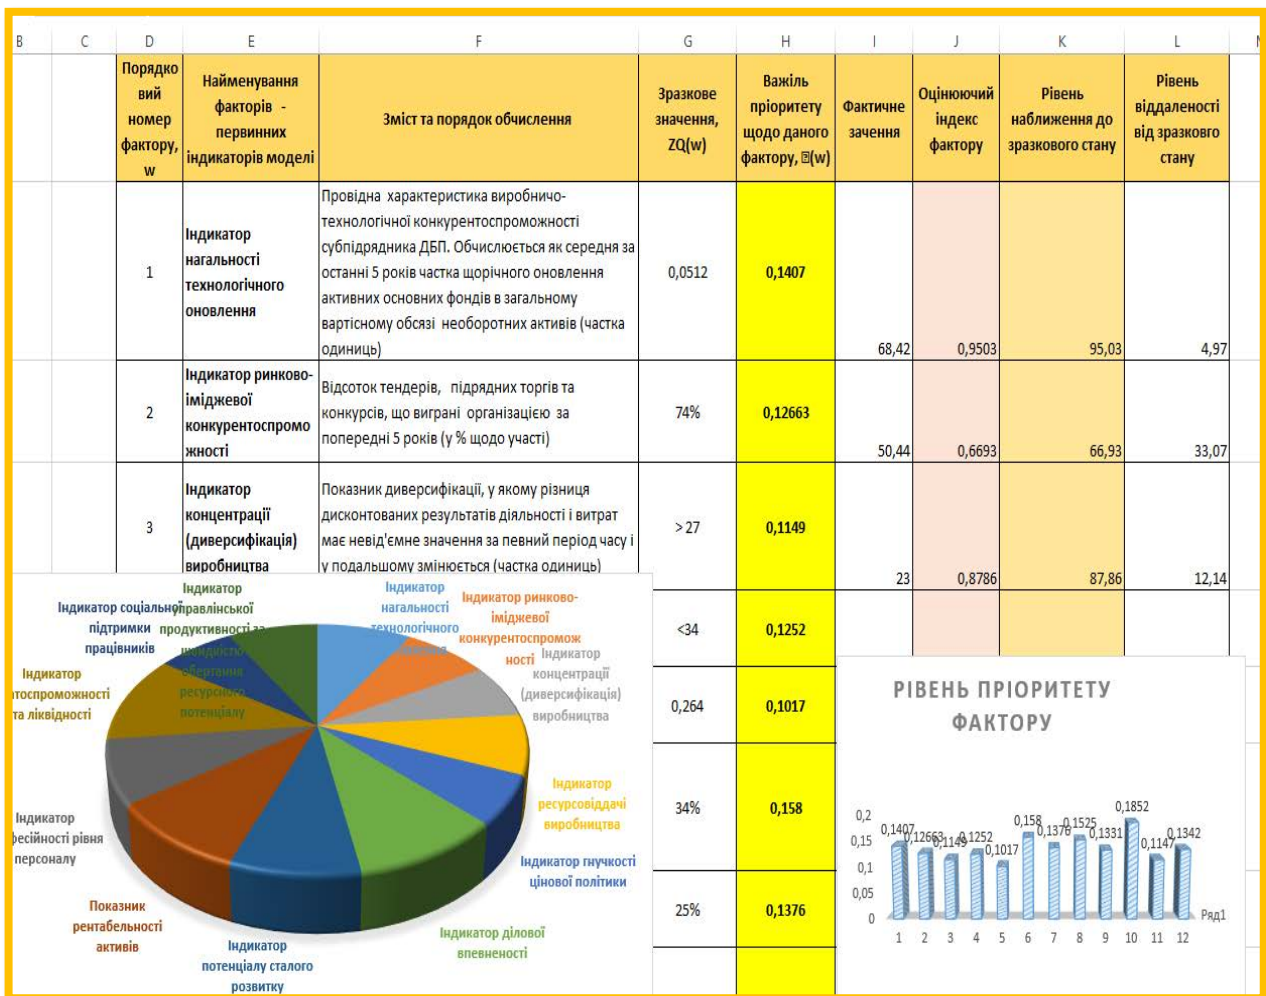 B C D E F G H I J K L
Порядко
вий
номер
фактору,
w
Найменування
факторів -
первинних
індикаторів моделі
Зміст та порядок обчислення
Зразкове
значення,
ZQ(w)
Важіль
пріоритету
щодо даного
фактору, (w)
Фактичне
зачення
Оцінюючий
індекс
фактору
Рівень
наближення до
зразкового стану
Рівень
віддаленості
від зразковго
стану
1
Індикатор
нагальності
технологічного
оновлення
Провідна характеристика виробничо-
технологічної конкурентоспроможності
субпідрядника ДБП. Обчислюється як середня за
останні 5 років частка щорічного оновлення
активних основних фондів в загальному
вартісному обсязі необоротних активів (частка
одиниць)
0,0512
0,1407
68,42
0,9503
95,03
4,97
2
Індикатор ринково-
іміджевої
конкурентоспромо
жності
Відсоток тендерів, підрядних торгів та
конкурсів, що виграні організацією за
попередні 5 років (у % щодо участі)
74%
0,12663
50,44
0,6693
66,93
33,07
3
Індикатор
концентрації
(диверсифікація)
виробництва
Показник диверсифікації, у якому різниця
дисконтованих результатів діяльності і витрат
має невід'ємне значення за певний період часу і
у подальшому змінюється (частка одиниць)
> 27
0,1149
23
0,8786
87,86
12,14
<34
0,1252
0,264
0,1017
34%
0,158
25%
0,1376
Індикатор
нагальності
технологічного
Індикатор ринково-
іміджевої
конкурентоспромож
ності
Індикатор
концентрації
(диверсифікація)
виробництва
Індикатор
ресурсовіддачі
виробництва
Індикатор гнучкості
цінової політики
Індикатор ділової
впевненості
Індикатор
потенціалу сталого
розвитку
Показник
рентабельності
активів
Індикатор
рівня
персоналу
Індикатор
та ліквідності
Індикатор соціальної
підтримки
працівників
Індикатор
управлінської
продуктивності за
швидкістю
обертання
ресурсного
потенціалу
РІВЕНЬ ПРІОРИТЕТУ
ФАКТОРУ
0,2
0,15
0,1
0,05
0
0,1407
0,12663
0,1149
0,1252
0,1017
0,158
0,1376
0,1525
0,1331
0,1852
0,1147
0,1342
Ряд1
1 2 3 4 5 6 7 8 9 10 11 12